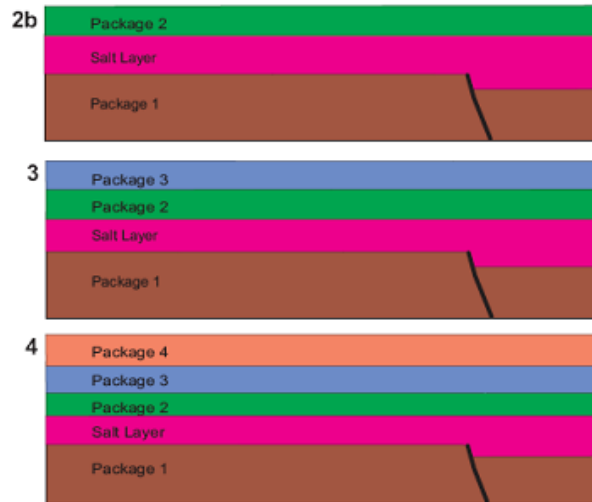 2b
Package 2
Salt Layer
Package 1
3
Package 3
Package 2
Salt Layer
Package 1
4
Package 4
Package 3
Package 2
Salt Layer
Package 1